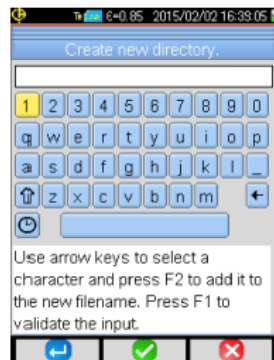 ε=0.85 2015/02/02 16:39:05
Create new directory.
1 2 3 4 5 6 7 8 9 0
q w e r t y u i o p
a s d f g h j k l _
z x c v b n m
Use arrow keys to select a
character and press F2 to add it to
the new filename. Press F1 to
validate the input.